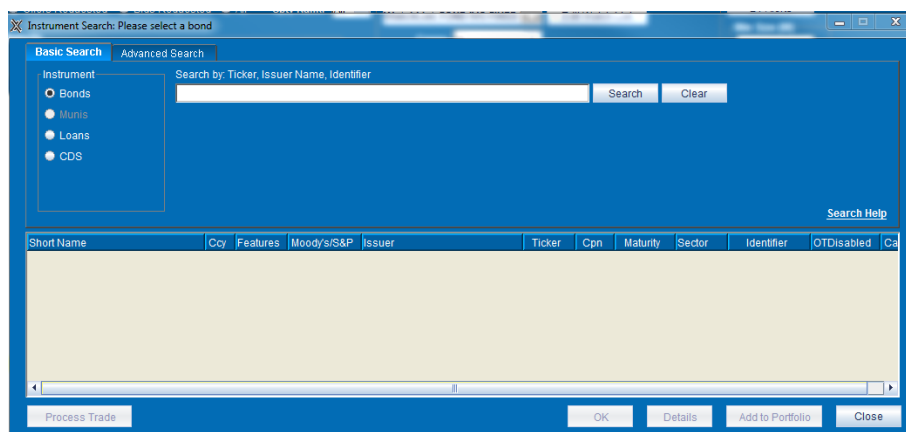 Instrument Search: Please select a bond
Basic Search Advanced Search
Instrument
Search by: Ticker, Issuer Name, Identifier
Bonds
Search Clear
Munis
Loans
CDS
Search Help
Short Name Ccy Features Moody's/S&P Issuer Ticker Cpn Maturity Sector Identifier OTDisabled Ca
Process Trade OK Details Add to Portfolio Close